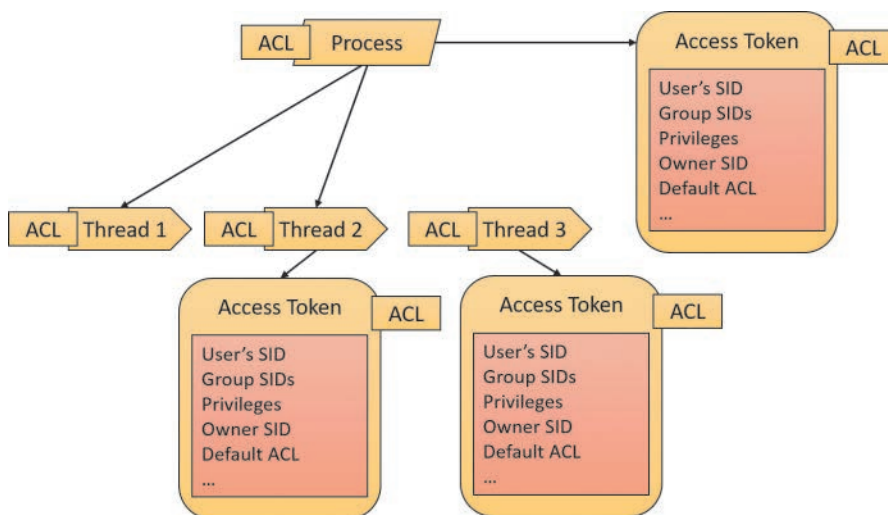 ACL
Process
Access Token
ACL
User’s SID
Group SIDs
Privileges
Owner SID
Default ACL
...
ACL
Thread 1
ACL
Thread 2
ACL
Thread 3
Access Token
ACL
User’s SID
Group SIDs
Privileges
Owner SID
Default ACL
...
Access Token
ACL
User’s SID
Group SIDs
Privileges
Owner SID
Default ACL
...